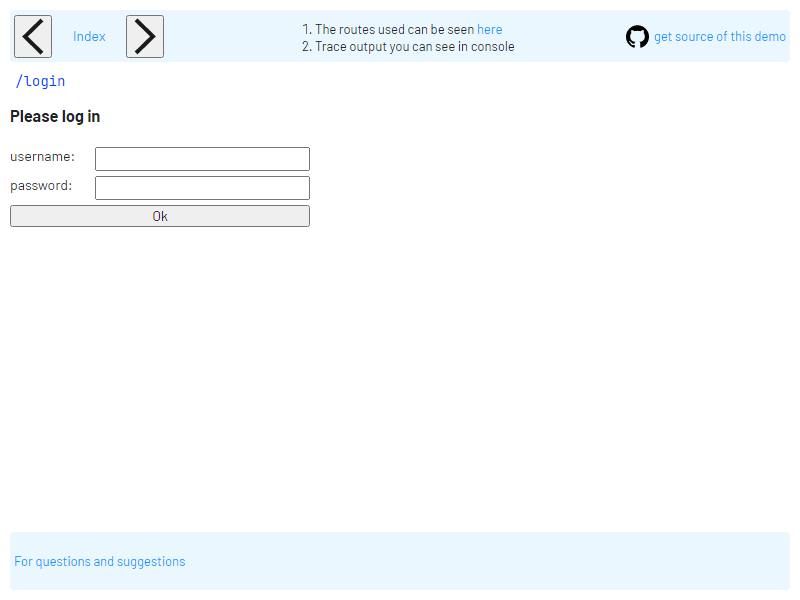 Index
1. The routes used can be seen here
2. Trace output you can see in console
get source of this demo
/login
Please log in
username:
password:
Ok
For questions and suggestions